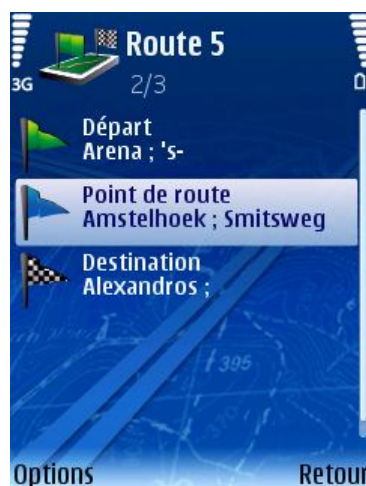 Route 5
3G
2/3
Départ
Arena ; 's-
Point de route
Amstelhoek ; Smitsweg
Destination
Alexandros ;
395
Options
Retour